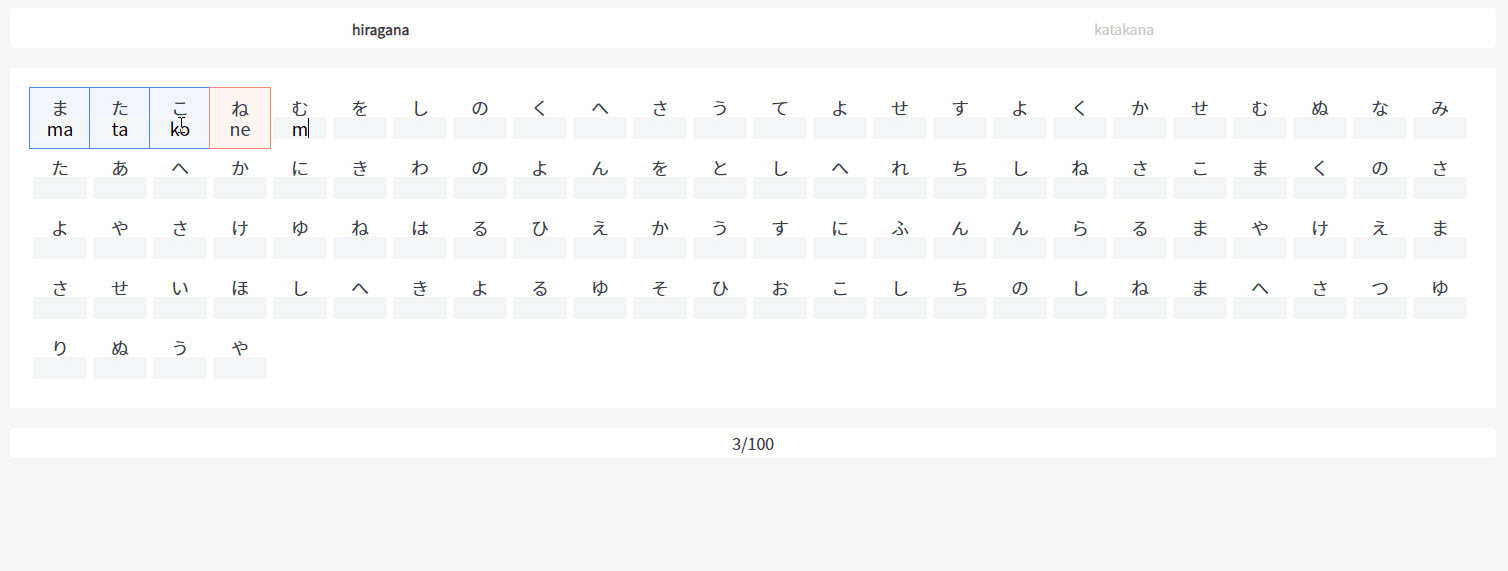 hiragana katakana
ま た こ ね む を し の く へ さ う て よ せ す よ く か せ む ぬ な み
ma ta ko ne m
た あ へ か に き わ の よ ん を と し へ れ ち し ね さ こ ま く の さ
よ や さ け ゆ ね は る ひ え か う す に ふ ん ん ら る ま や け え ま
さ せ い ほ し へ き よ る ゆ そ ひ お こ し ち の し ね ま へ さ つ ゆ
り ぬ う や
3/100